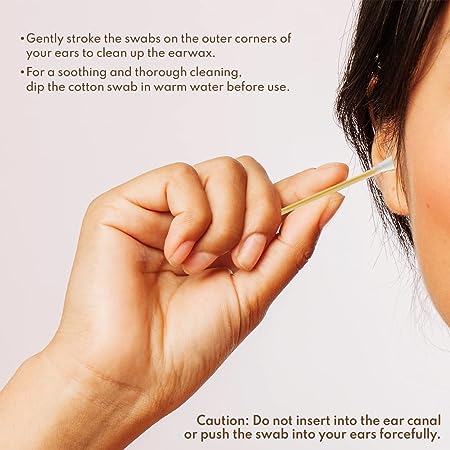 •Gently stroke the swabs on the outer corners of
your ears to clean up the earwax.
•For a soothing and thorough cleaning,
dip the cotton swab in warm water before use.
Caution: Do not insert into the ear canal
or push the swab into your ears forcefully.